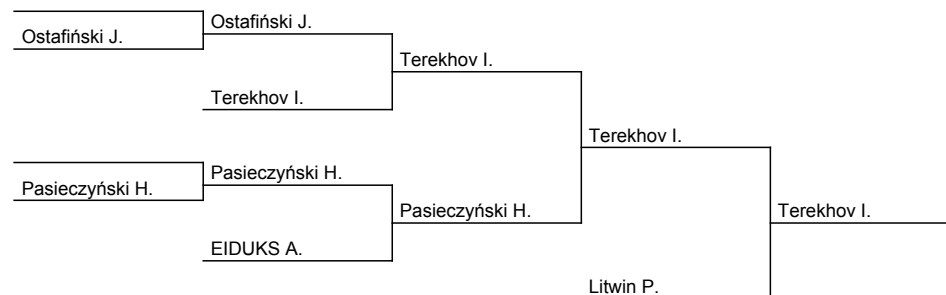 Ostafiński J.
Ostafiński J.
Terekhov I.
Terekhov I.
Terekhov I.
Pasieczyński H.
Pasieczyński H.
Pasieczyński H.
Terekhov I.
EIDUKS A.
Litwin P.